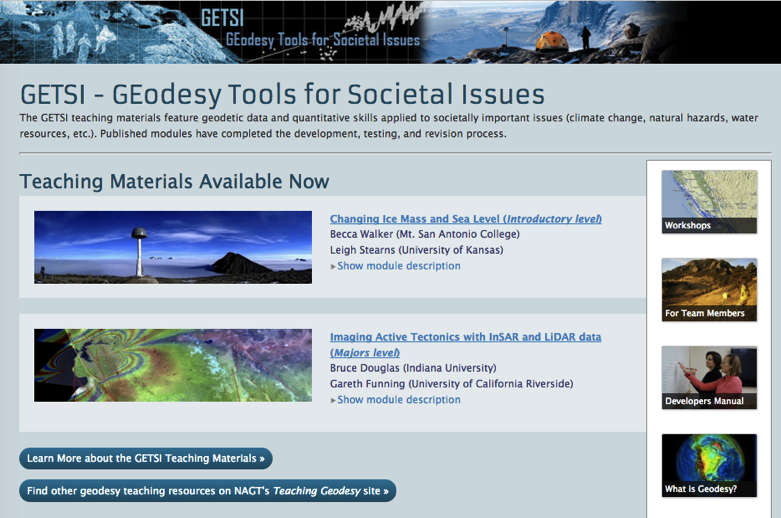 GETSI
GEodesy Tools for Societal Issues
GETSI - GEodesy Tools for Societal Issues
The GETSI teaching materials feature geodetic data and quantitative skills applied to societally important issues (climate change, natural hazards, water
resources, etc.). Published modules have completed the development, testing, and revision process.
Teaching Materials Available Now
Changing Ice Mass and Sea Level (Introductory level)
Becca Walker (Mt. San Antonio College)
Leigh Stearns (University of Kansas)
▸Show module description
Imaging Active Tectonics with InSAR and LiDAR data
(Majors level)
Bruce Douglas (Indiana University)
Gareth Funning (University of California Riverside)
▸Show module description
Learn More about the GETSI Teaching Materials »
Find other geodesy teaching resources on NAGT's Teaching Geodesy site »
Workshops
For Team Members
Developers Manual
What is Geodesy?